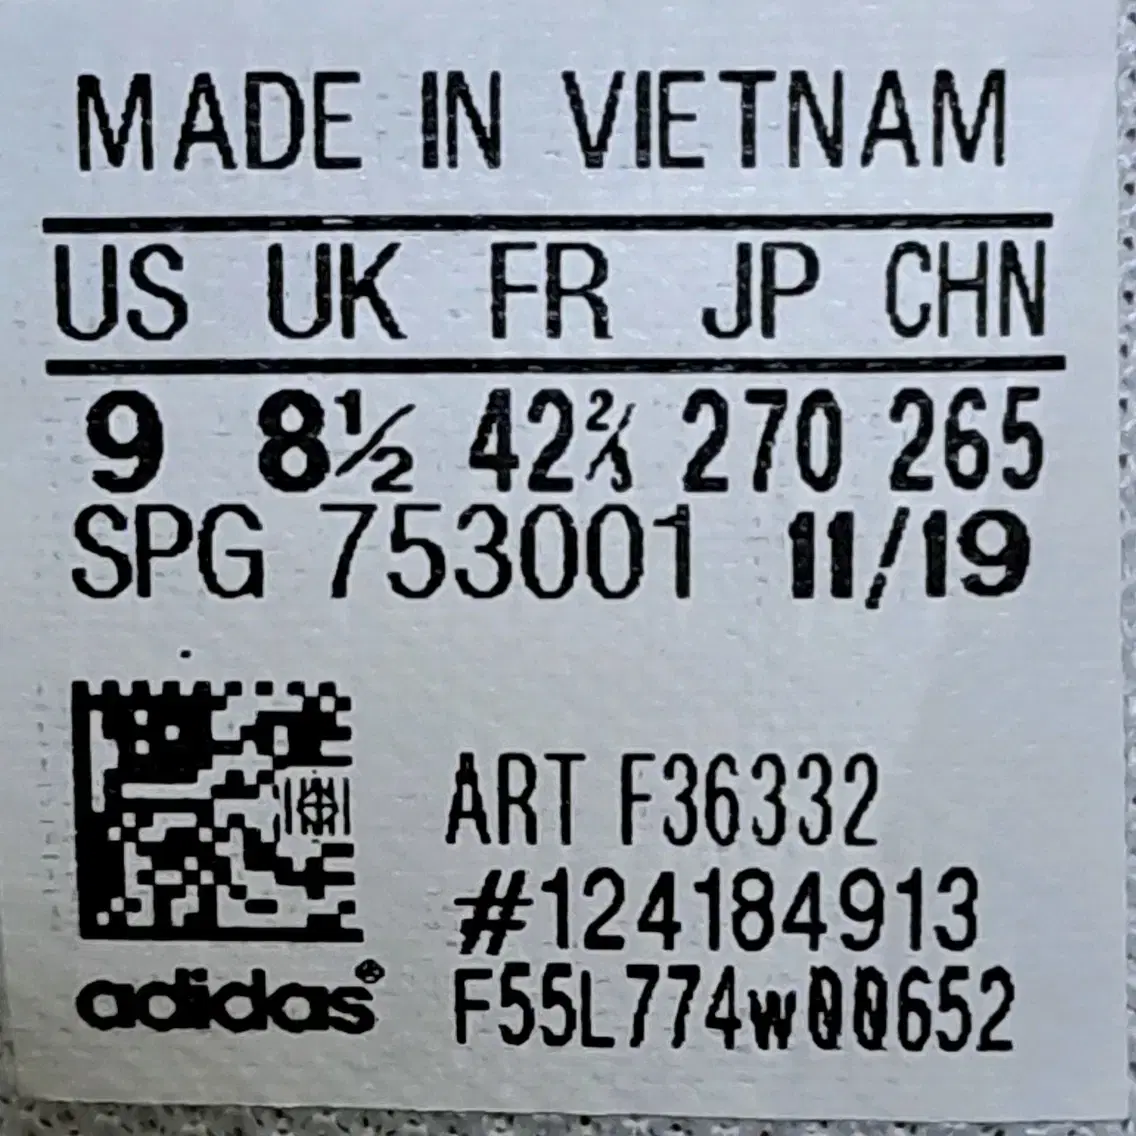 MADE IN VIETNAM
US UK FR JP CHN
9 8½ 42⅔ 270 265
SPG 753001 11/19
ART F36332
#124184913
adidas® F55L774w00652